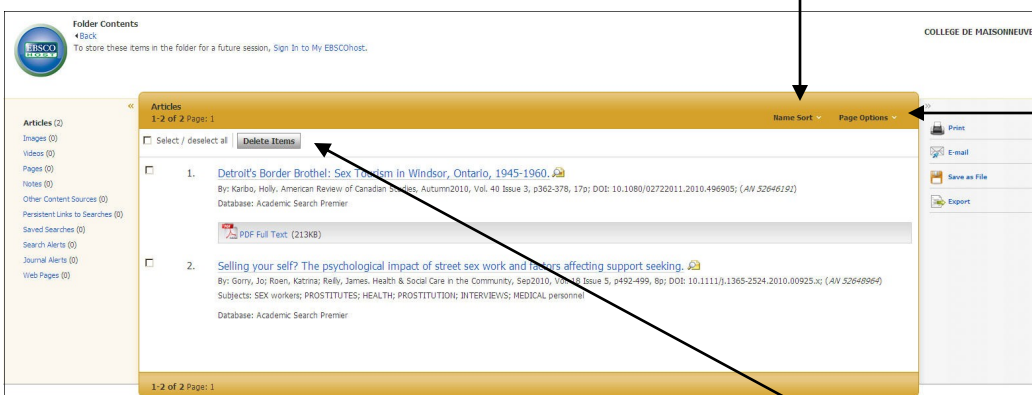 Folder Contents
Back
To store these items in the folder for a future session, Sign In to My EBSCOhost.
EBSCO
HOST
COLLEGE DE MAISONNEUVE
«
Articles (2)
Images (0)
Videos (0)
Pages (0)
Notes (0)
Other Content Sources (0)
Persistent Links to Searches (0)
Saved Searches (0)
Search Alerts (0)
Journal Alerts (0)
Web Pages (0)
Articles
1-2 of 2 Page: 1
Name Sort Page Options
Select / deselect all Delete Items
1. Detroit's Border Brothel: Sex Tourism in Windsor, Ontario, 1945-1960.
By: Karibo, Holly. American Review of Canadian Studies, Autumn2010, Vol. 40 Issue 3, p362-378, 17p; DOI: 10.1080/02722011.2010.496905; (AN 52646191)
Database: Academic Search Premier
PDF Full Text (213KB)
2. Selling your self? The psychological impact of street sex work and factors affecting support seeking.
By: Gorry, Jo; Roen, Katrina; Reilly, James. Health & Social Care in the Community, Sep2010, Vol. 18 Issue 5, p492-499, 8p; DOI: 10.1111/j.1365-2524.2010.00925.x; (AN 52648964)
Subjects: SEX workers; PROSTITUTES; HEALTH; PROSTITUTION; INTERVIEWS; MEDICAL personnel
Database: Academic Search Premier
1-2 of 2 Page: 1
»
Print
E-mail
Save as File
Export